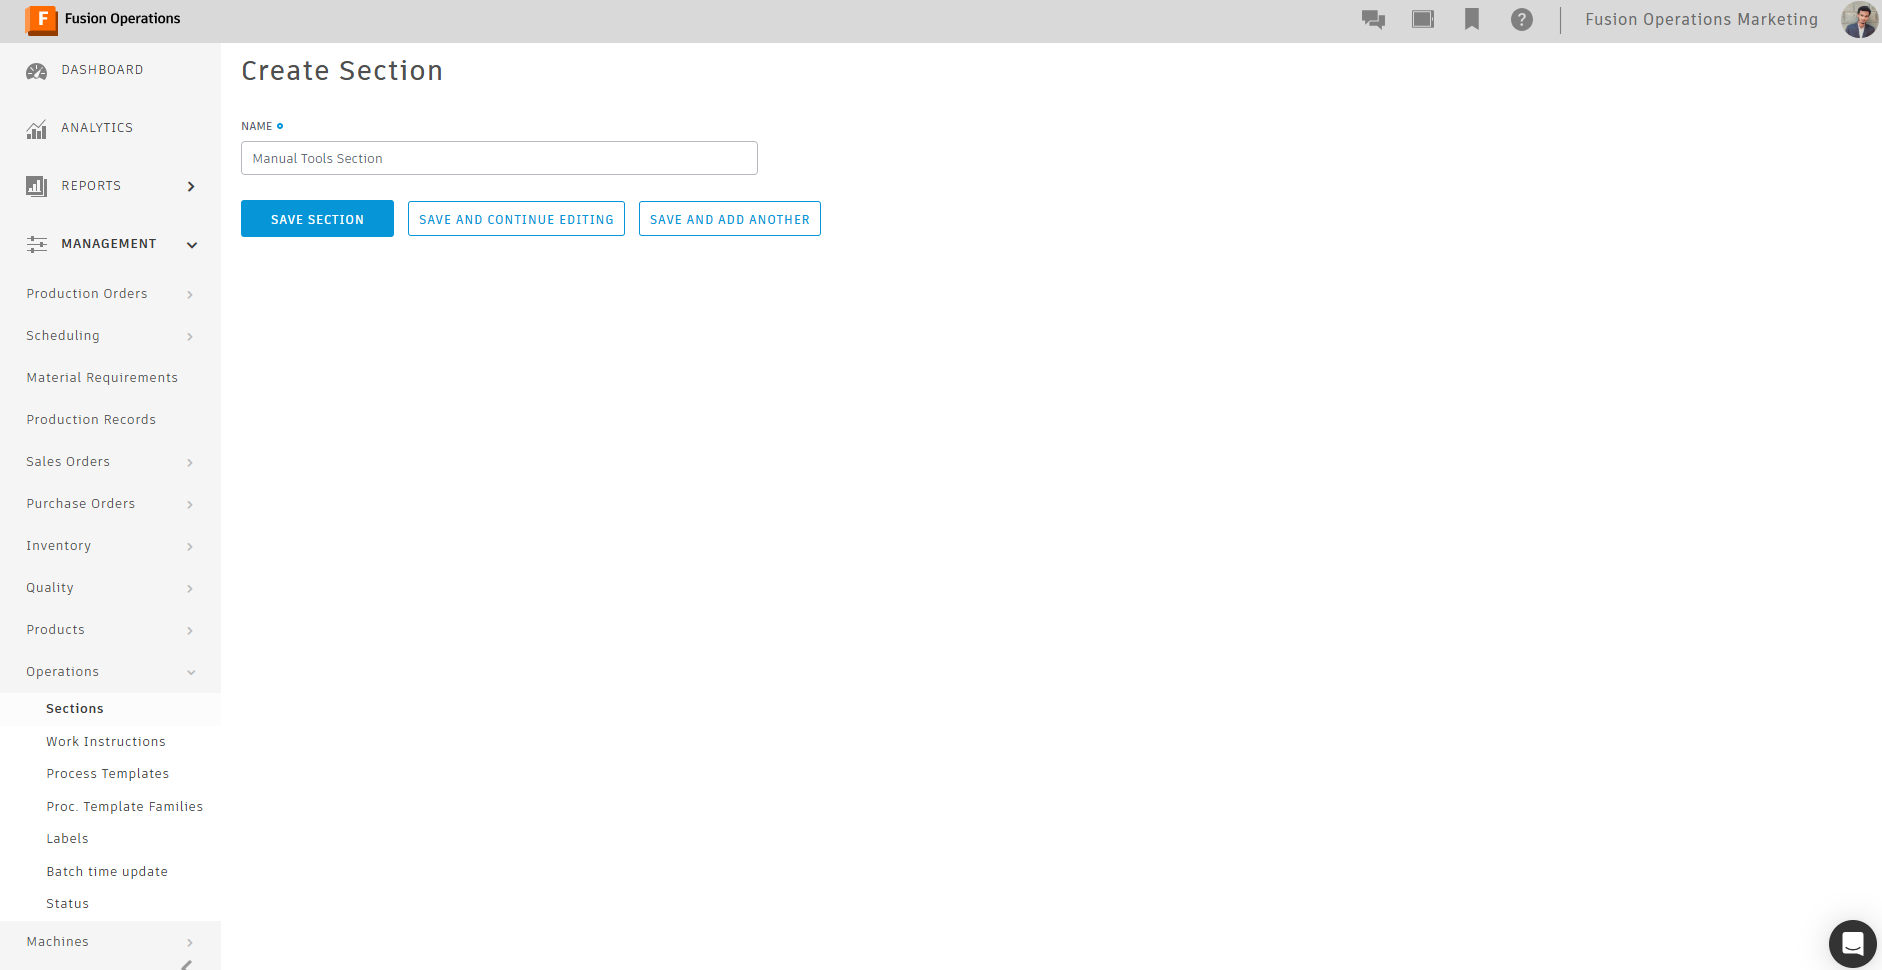 F Fusion Operations
? Fusion Operations Marketing
DASHBOARD
ANALYTICS
REPORTS
MANAGEMENT
Production Orders
Scheduling
Material Requirements
Production Records
Sales Orders
Purchase Orders
Inventory
Quality
Products
Operations
Sections
Work Instructions
Process Templates
Proc. Template Families
Labels
Batch time update
Status
Machines
Create Section
NAME
Manual Tools Section
SAVE SECTION SAVE AND CONTINUE EDITING SAVE AND ADD ANOTHER